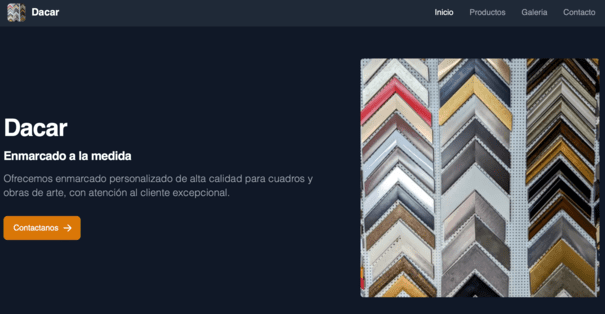 Dacar
Inicio
Productos
Galeria
Contacto
Dacar
Enmarcado a la medida
Ofrecemos enmarcado personalizado de alta calidad para cuadros y
obras de arte, con atención al cliente excepcional.
Contactanos →